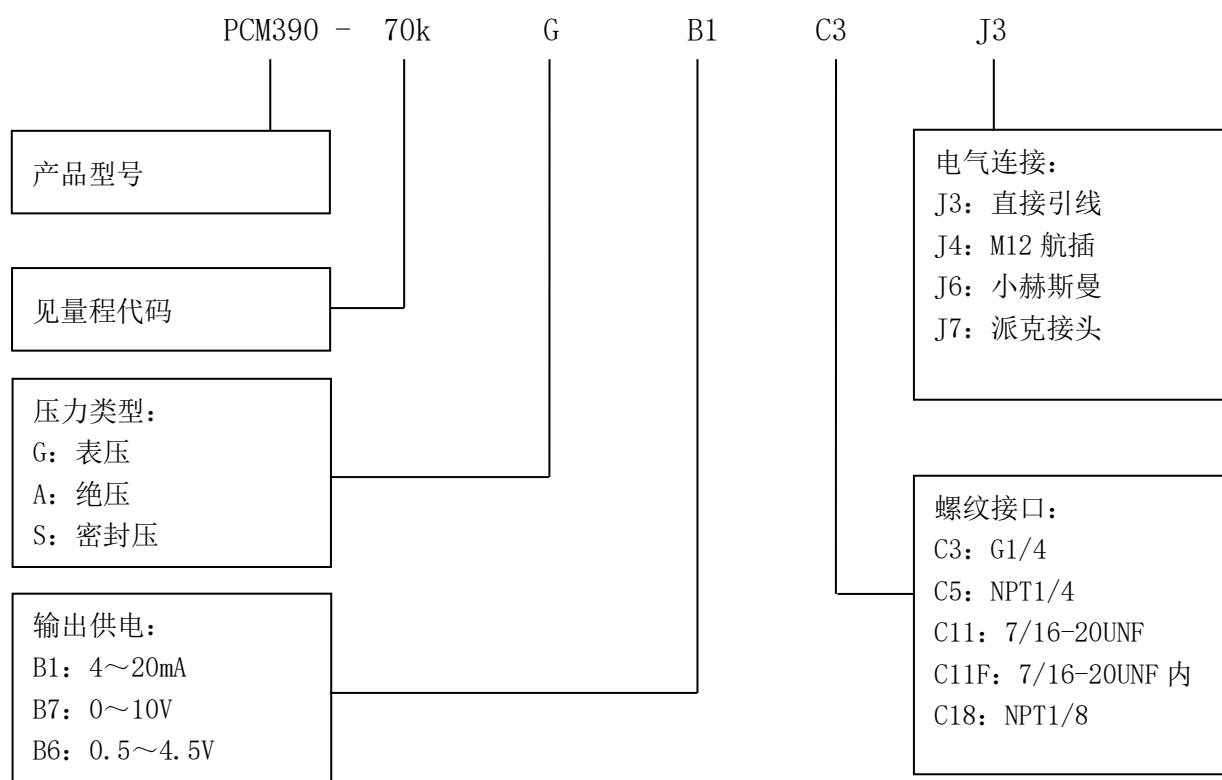 PCM390 - 70k G B1 C3 J3
产品型号
见量程代码
压力类型：
G：表压
A：绝压
S：密封压
输出供电：
B1：4～20mA
B7：0～10V
B6：0.5～4.5V
电气连接：
J3：直接引线
J4：M12 航插
J6：小赫斯曼
J7：派克接头
螺纹接口：
C3：G1/4
C5：NPT1/4
C11：7/16-20UNF
C11F：7/16-20UNF 内
C18：NPT1/8